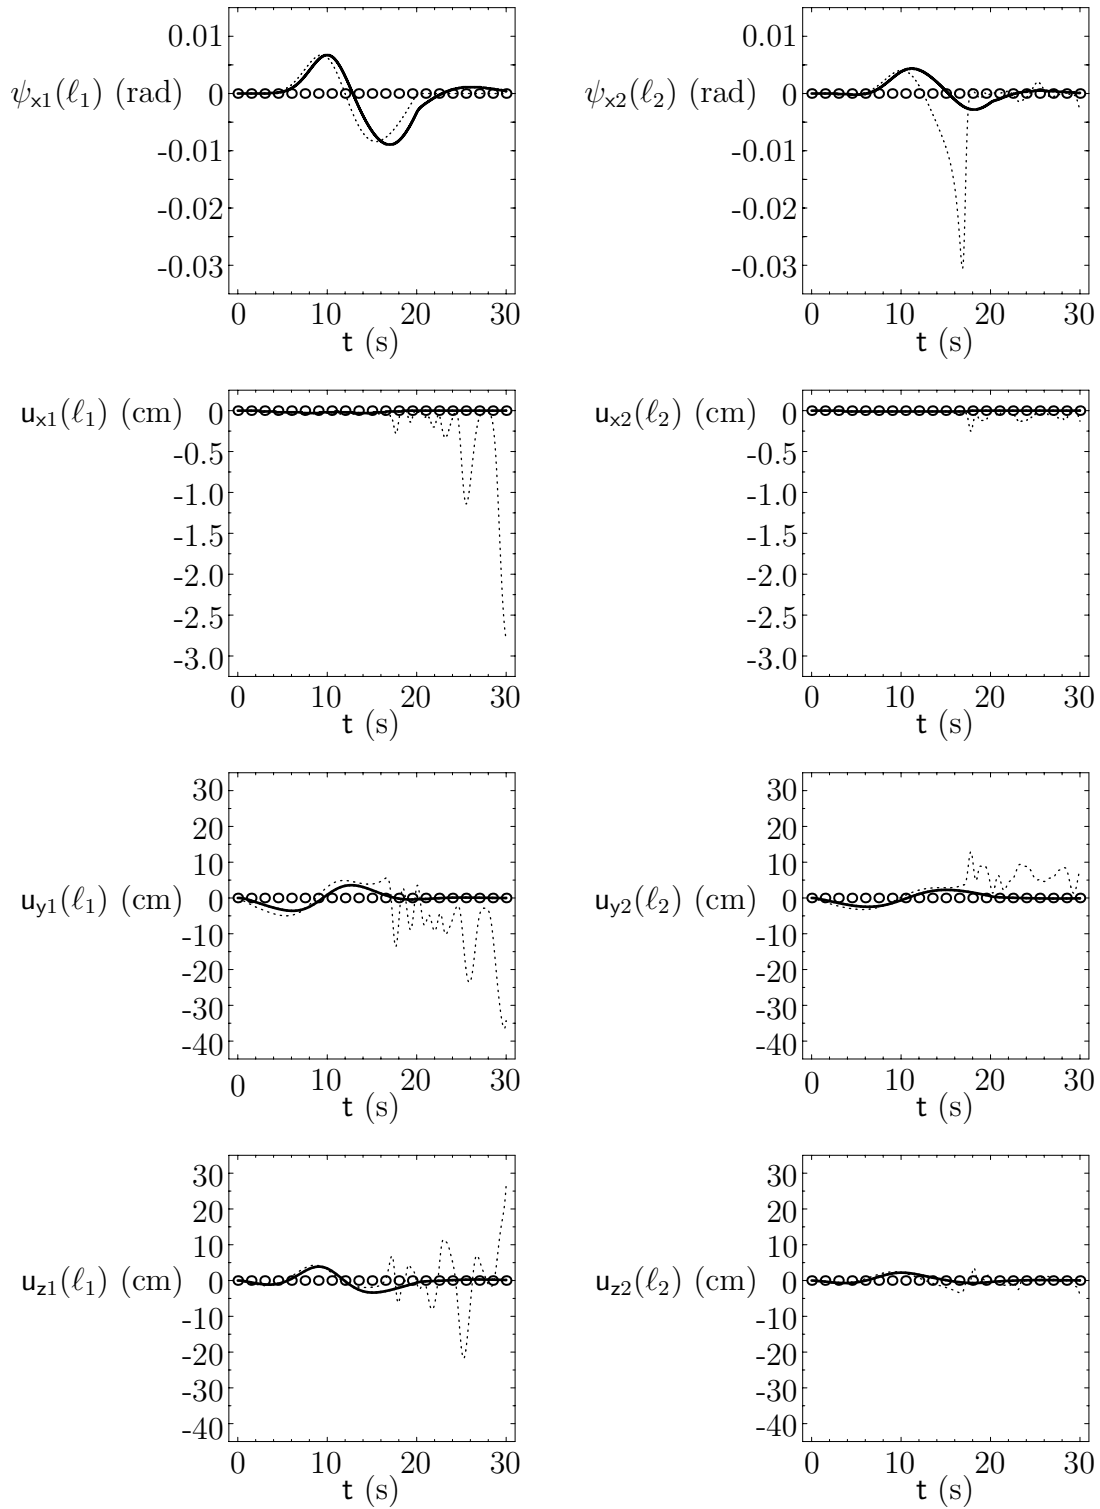 0.01
ψx1(ℓ1) (rad) 0
-0.01
-0.02
-0.03
0 10 20 30
t (s)
0.01
ψx2(ℓ2) (rad) 0
-0.01
-0.02
-0.03
0 10 20 30
t (s)
ux1(ℓ1) (cm) 0
-0.5
-1.0
-1.5
-2.0
-2.5
-3.0
0 10 20 30
t (s)
ux2(ℓ2) (cm) 0
-0.5
-1.0
-1.5
-2.0
-2.5
-3.0
0 10 20 30
t (s)
30
20
10
uy1(ℓ1) (cm) 0
-10
-20
-30
-40
0 10 20 30
t (s)
30
20
10
uy2(ℓ2) (cm) 0
-10
-20
-30
-40
0 10 20 30
t (s)
30
20
10
uz1(ℓ1) (cm) 0
-10
-20
-30
-40
0 10 20 30
t (s)
30
20
10
uz2(ℓ2) (cm) 0
-10
-20
-30
-40
0 10 20 30
t (s)